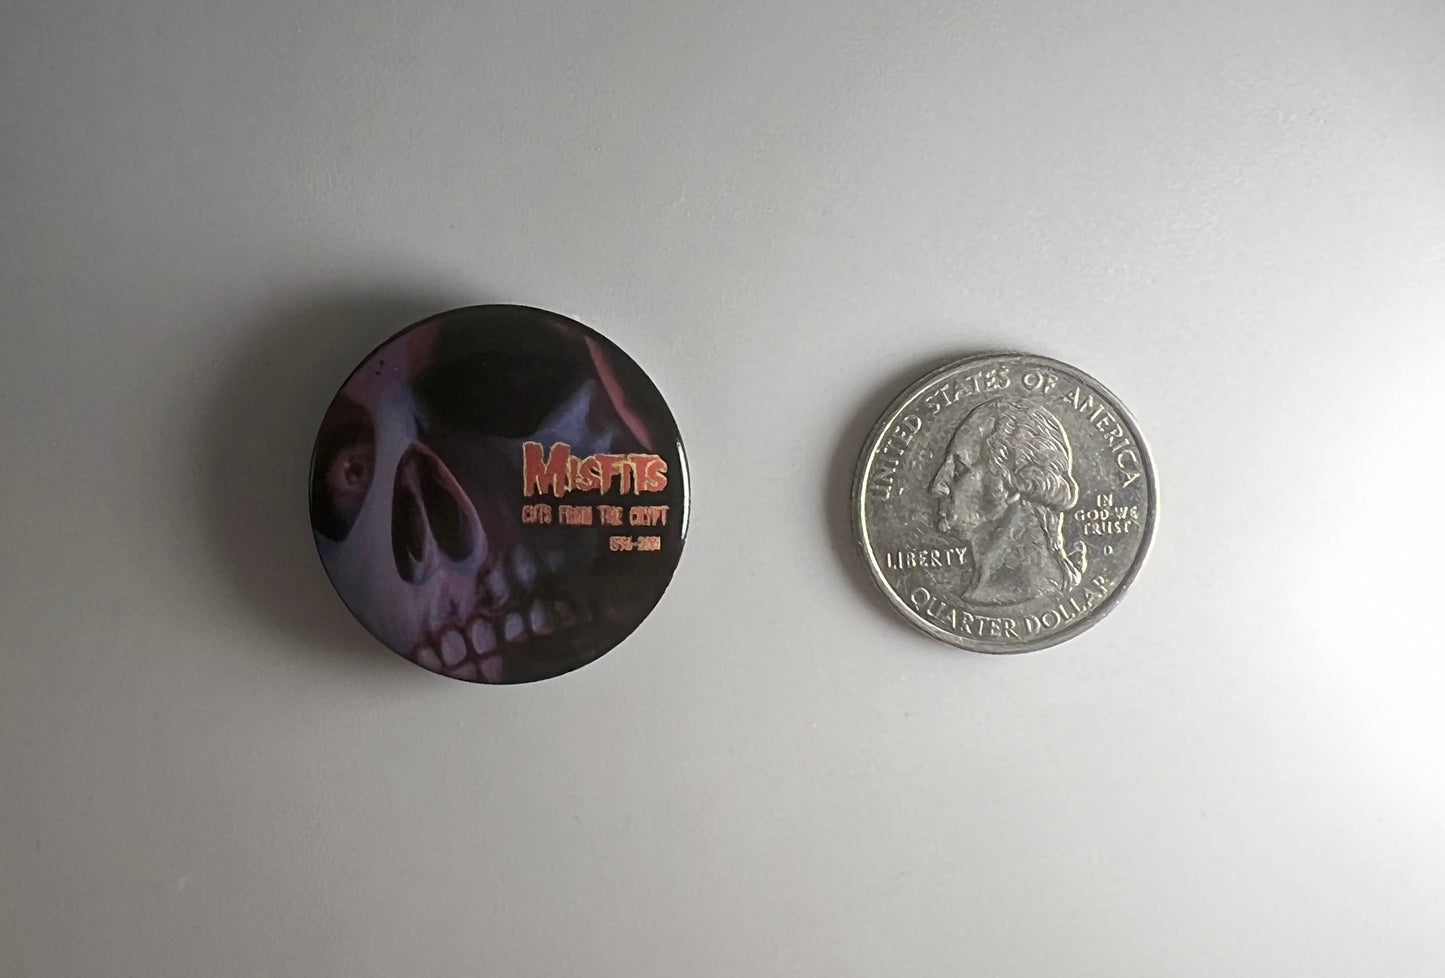 MISFITS
CUTS FROM THE CRYPT
UNITED STATES OF AMERICA
IN
GOD WE
TRUST
D
LIBERTY
QUARTER DOLLAR